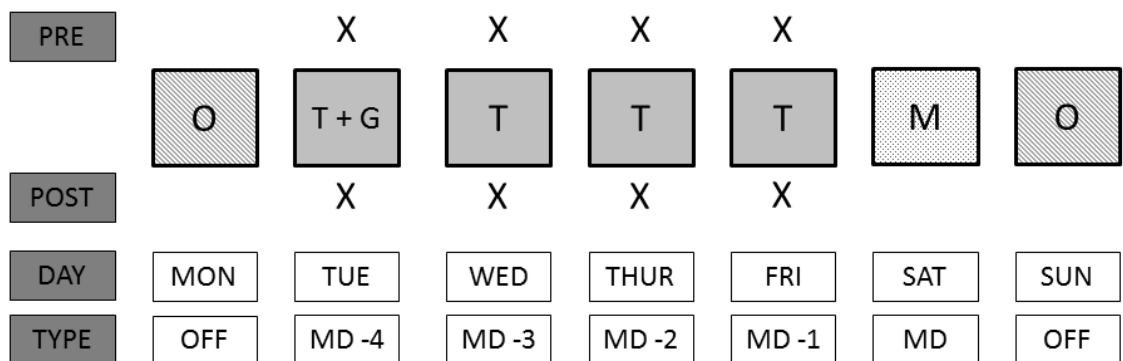 PRE X X X X
O T + G T T T M O
POST X X X X
DAY MON TUE WED THUR FRI SAT SUN
TYPE OFF MD -4 MD -3 MD -2 MD -1 MD OFF